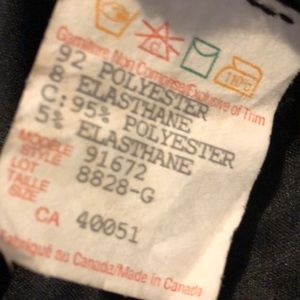 110°C
Garniture Non Comprise/Exclusive of Trim
92 POLYESTER
8 ELASTHANE
C:95% POLYESTER
5% ELASTHANE
MODELE
STYLE 91672
LOT 8828-G
TAILLE
SIZE
CA 40051
Fabriqué au Canada/Made in Canada